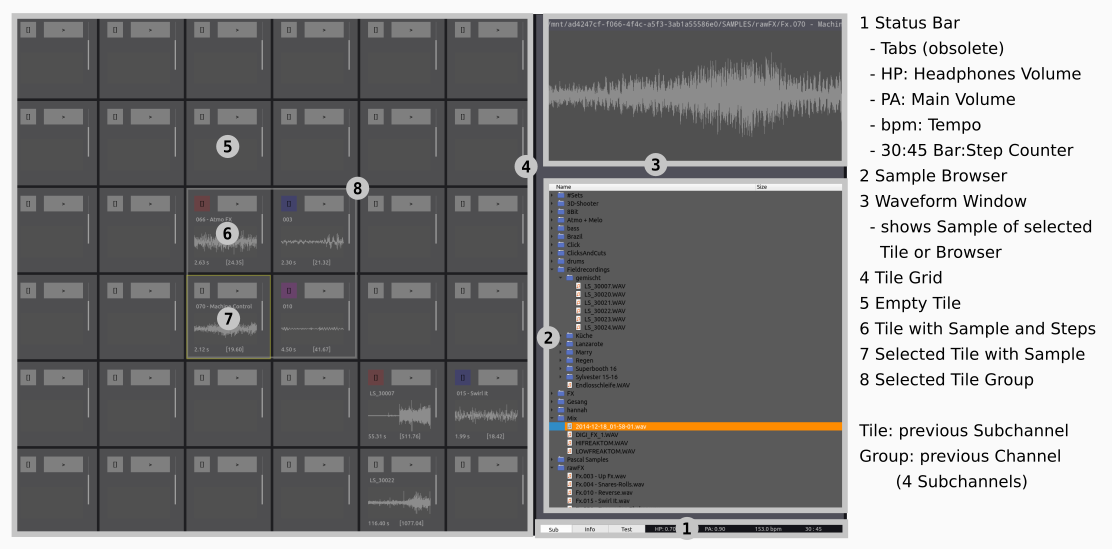 /mnt/ad4247cf-f066-4f4c-a5f3-3ab1a55586e0/SAMPLES/rawFX/Fx.070 - Machin
5
3
4
8
066 - Atmo FX
6
2.63 s [24.35]
003
2.30 s [21.32]
070 - Machine Control
7
2.12 s [19.60]
010
4.50 s [41.67]
LS_30007
55.31 s [511.76]
015 - Swirl It
1.99 s [18.42]
LS_30022
116.40 s [1077.04]
Name Size
#Sets
3D-Shooter
8Bit
Atmo + Melo
bass
Brazil
Click
ClicksAndCuts
drums
Fieldrecordings
gemischt
LS_30007.WAV
LS_30020.WAV
LS_30021.WAV
LS_30022.WAV
LS_30023.WAV
LS_30024.WAV
2
Küche
Lanzarote
Marry
Regen
Superbooth 16
Sylvester 15-16
Endlosschleife.WAV
FX
Gesang
hannah
Mix
2014-12-18_01-58-01.wav
DIGI_FX_1.WAV
HIFREAKTOM.WAV
LOWFREAKTOM.WAV
Pascal Samples
rawFX
Fx.003 - Up Fx.wav
Fx.004 - Snares-Rolls.wav
Fx.010 - Reverse.wav
Fx.015 - Swirl It.wav
Sub Info Test HP: 0.70 1 PA: 0.90 153.0 bpm 30 : 45
1 Status Bar
- Tabs (obsolete)
- HP: Headphones Volume
- PA: Main Volume
- bpm: Tempo
- 30:45 Bar:Step Counter
2 Sample Browser
3 Waveform Window
- shows Sample of selected
Tile or Browser
4 Tile Grid
5 Empty Tile
6 Tile with Sample and Steps
7 Selected Tile with Sample
8 Selected Tile Group
Tile: previous Subchannel
Group: previous Channel
(4 Subchannels)